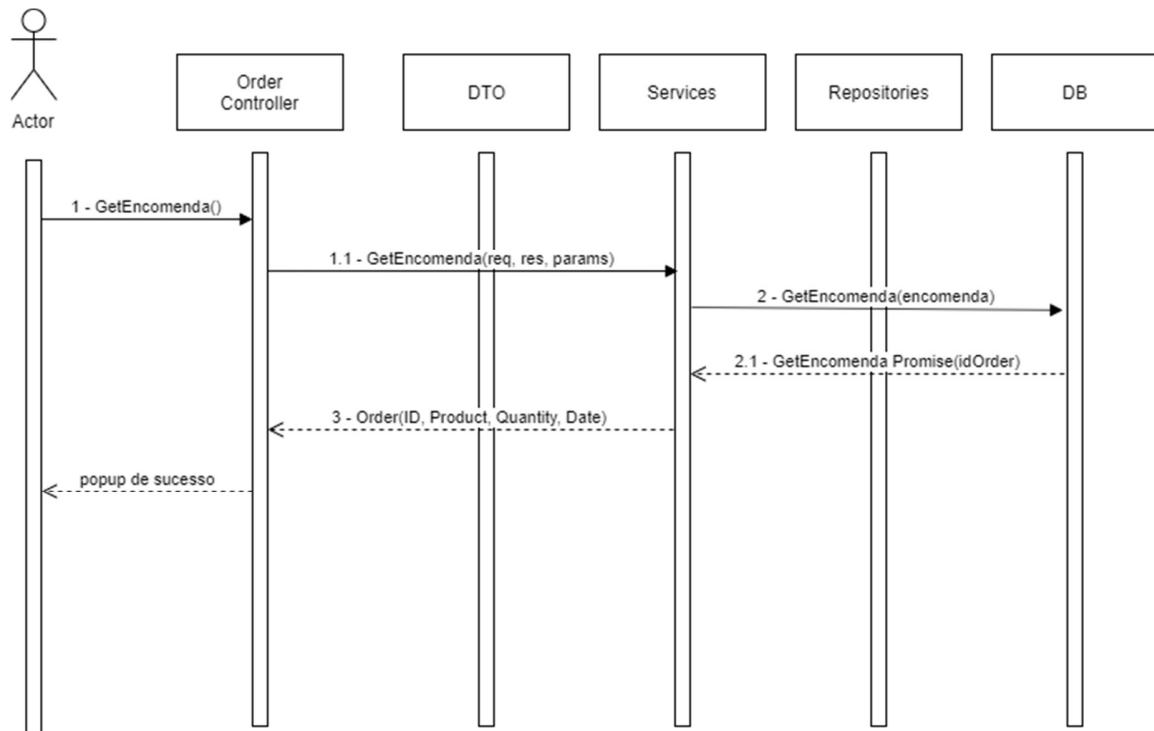 Actor
Order
Controller
DTO
Services
Repositories
DB
1 - GetEncomenda()
1.1 - GetEncomenda(req, res, params)
2 - GetEncomenda(encomenda)
2.1 - GetEncomenda Promise(idOrder)
3 - Order(ID, Product, Quantity, Date)
popup de sucesso